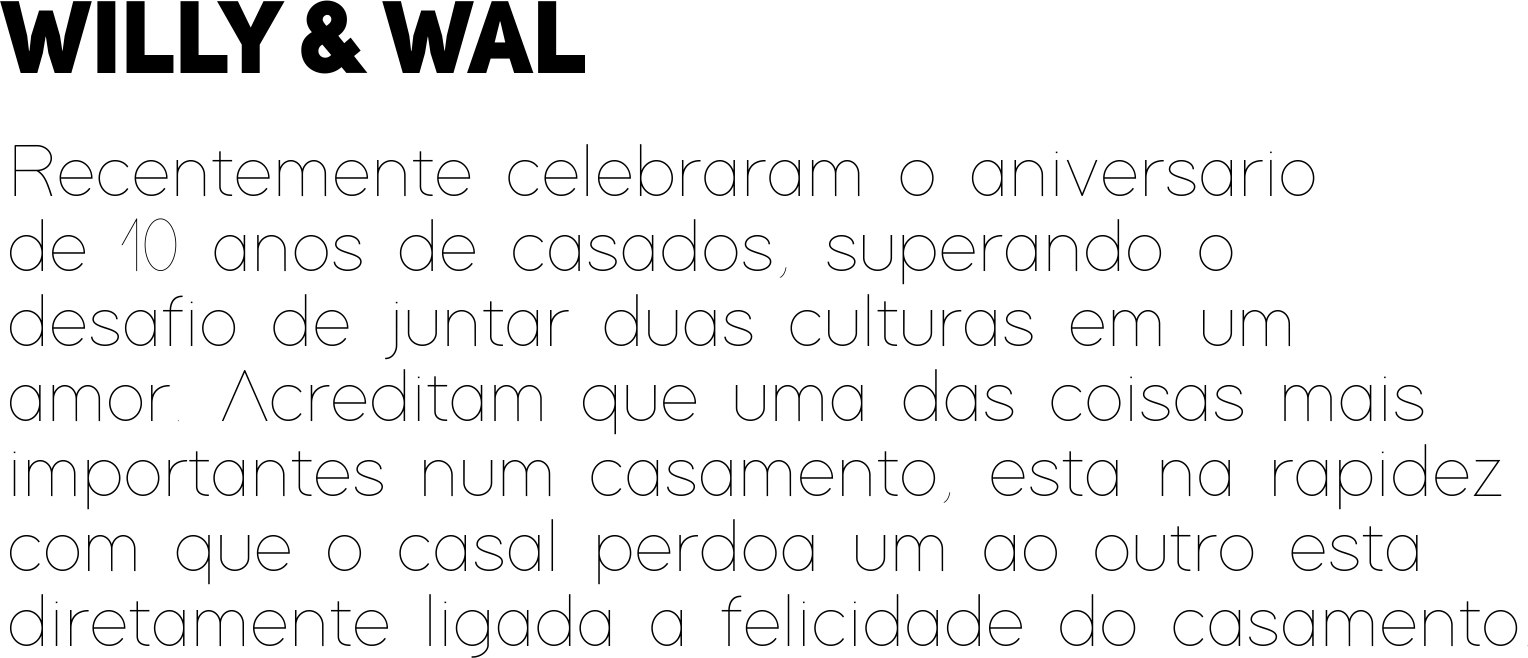 WILLY & WAL
Recentemente celebraram o aniversario
de 10 anos de casados, superando o
desafio de juntar duas culturas em um
amor. Acreditam que uma das coisas mais
importantes num casamento, esta na rapidez
com que o casal perdoa um ao outro esta
diretamente ligada a felicidade do casamento